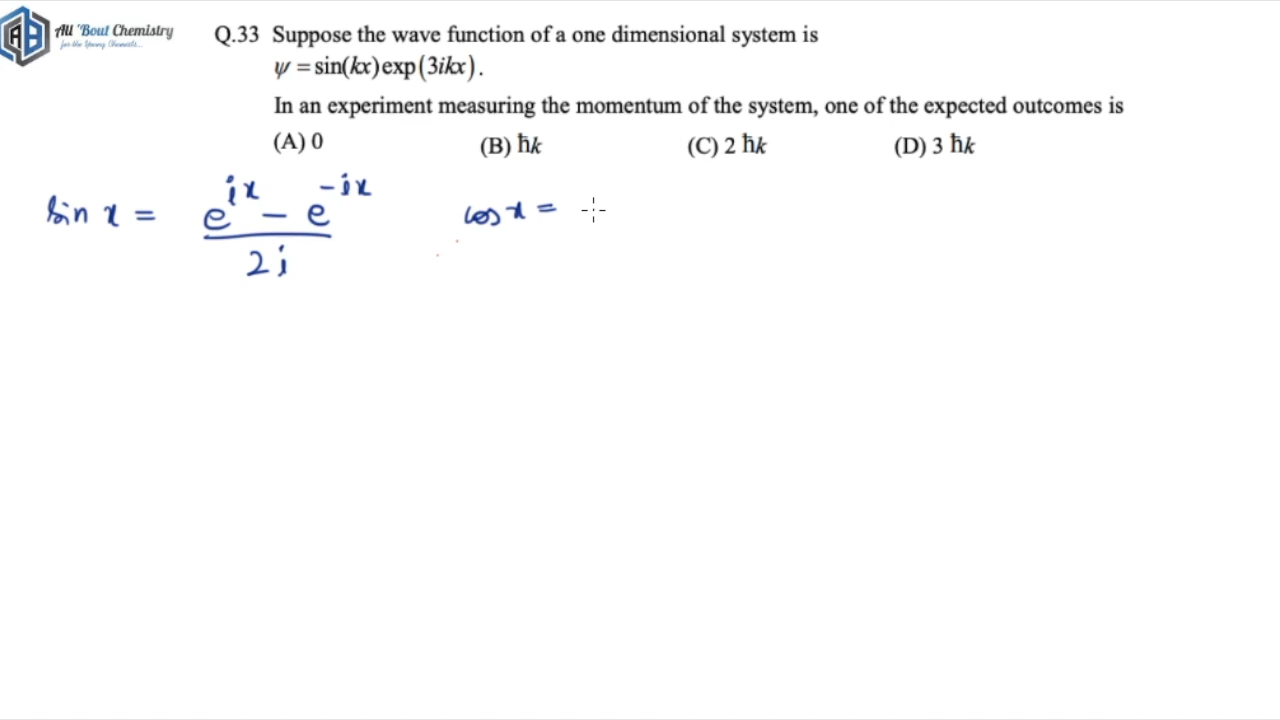 All 'Bout Chemistry
for the Young Chemists...
Q.33 Suppose the wave function of a one dimensional system is
ψ = sin(kx)exp(3ikx).
In an experiment measuring the momentum of the system, one of the expected outcomes is
(A) 0 (B) ħk (C) 2 ħk (D) 3 ħk
sin x = e^{ix} - e^{-ix} / 2i cos x =